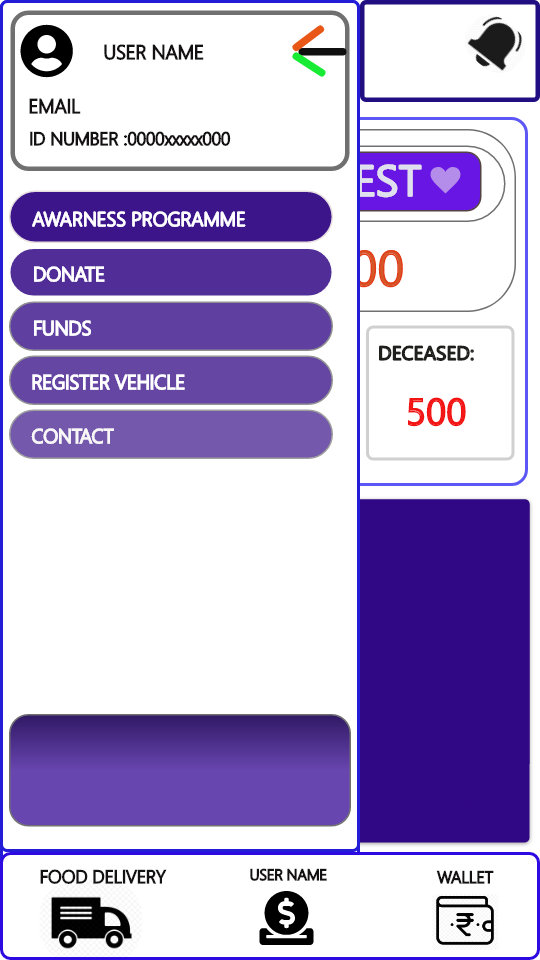 USER NAME
EMAIL
ID NUMBER :0000xxxxx000
AWARNESS PROGRAMME
DONATE
FUNDS
REGISTER VEHICLE
CONTACT
EST
00
DECEASED:
500
FOOD DELIVERY
USER NAME
WALLET
$
₹